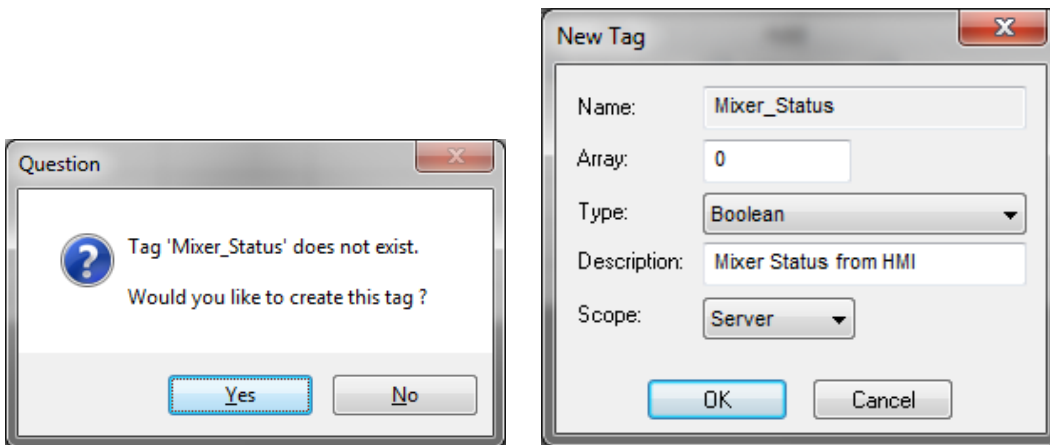 Question
Tag 'Mixer_Status' does not exist.
Would you like to create this tag ?
Yes
No
New Tag
Name: Mixer_Status
Array: 0
Type: Boolean
Description: Mixer Status from HMI
Scope: Server
OK
Cancel